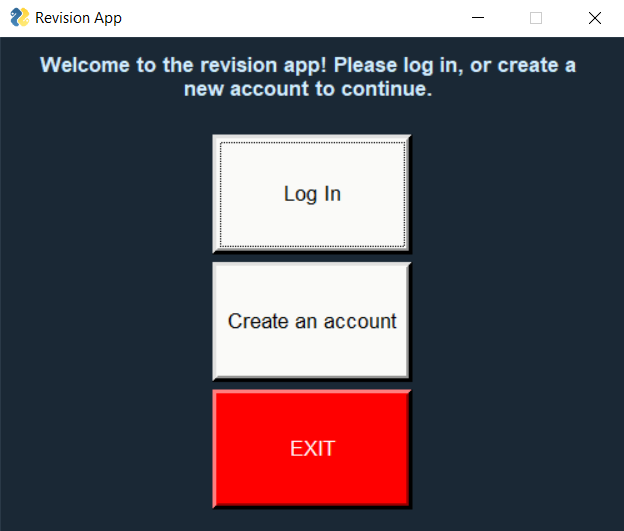 Revision App
Welcome to the revision app! Please log in, or create a
new account to continue.
Log In
Create an account
EXIT